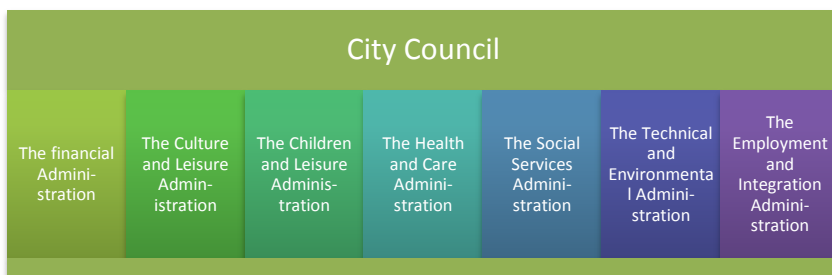 City Council
The financial
Admini-
stration
The Culture
and Leisure
Admin-
istration
The Children
and Leisure
Adminis-
tration
The Health
and Care
Admini-
stration
The Social
Services
Admini-
stration
The Technical
and
Environmenta
l Admini-
stration
The
Employment
and
Integration
Admini-
stration